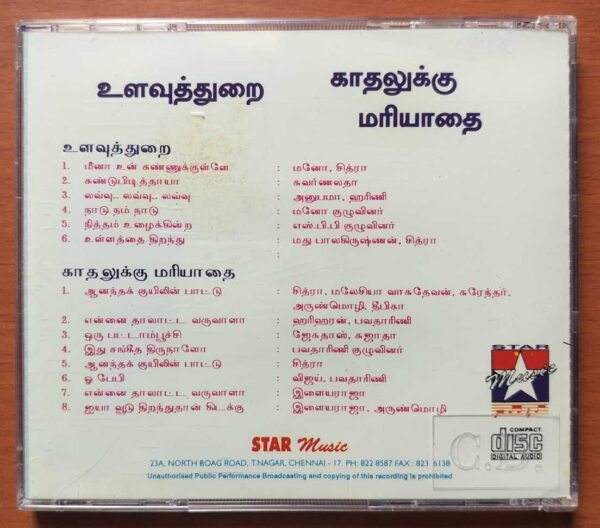 உளவுத்துறை
காதலுக்கு
மரியாதை
உளவுத்துறை
1. மீனா உன் கண்ணுக்குள்ளே : மனோ, சித்ரா
2. கண்டுபிடித்தாயா : சுவர்ணலதா
3. லவ்வு.. லவ்வு.. லவ்வு : அனுபமா, ஹரிணி
4. நாடு நம் நாடு : மனோ குழுவினர்
5. நித்தம் உழைக்கின்ற : எஸ்.பி.பி குழுவினர்
6. உள்ளத்தை திறந்து : மது பாலகிருஷ்ணன், சித்ரா
:
காதலுக்கு மரியாதை
1. ஆனந்தக் குயிலின் பாட்டு : சித்ரா, மலேசியா வாசுதேவன், சுரேந்தர்,
அருண்மொழி, தீபிகா
2. என்னை தாலாட்ட வருவாளா : ஹரிஹரன், பவதாரிணி
3. ஒரு பட்டாம்பூச்சி : ஜேசுதாஸ், சுஜாதா
4. இது சங்கீத திருநாளோ : பவதாரிணி குழுவினர்
5. ஆனந்தக் குயிலின் பாட்டு : சித்ரா
6. ஓ பேபி : விஜய், பவதாரிணி
7. என்னை தாலாட்ட வருவாளா : இளையராஜா
8. ஐயா வூடு திறந்துதான் கிடக்கு : இளையராஜா, அருண்மொழி
STAR
Music
STAR Music
23A, NORTH BOAG ROAD, T.NAGAR, CHENNAI - 17. PH: 822 8587 FAX : 823 6138
Unauthorised Public Performance Broadcasting and copying of this recording is prohibited
COMPACT
disc
DIGITAL AUDIO